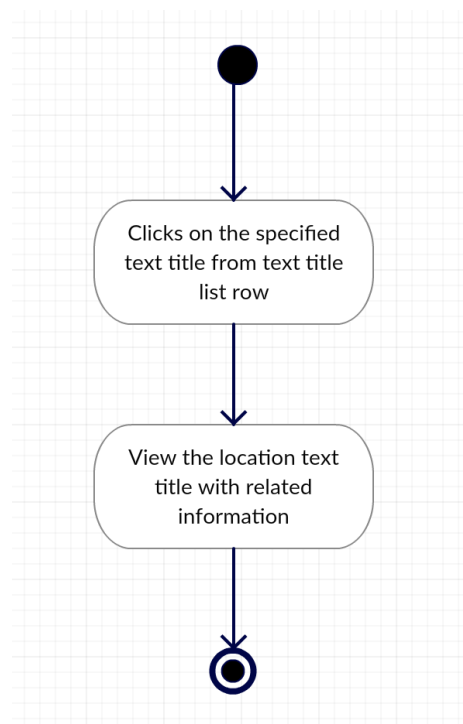 Clicks on the specified
text title from text title
list row
View the location text
title with related
information